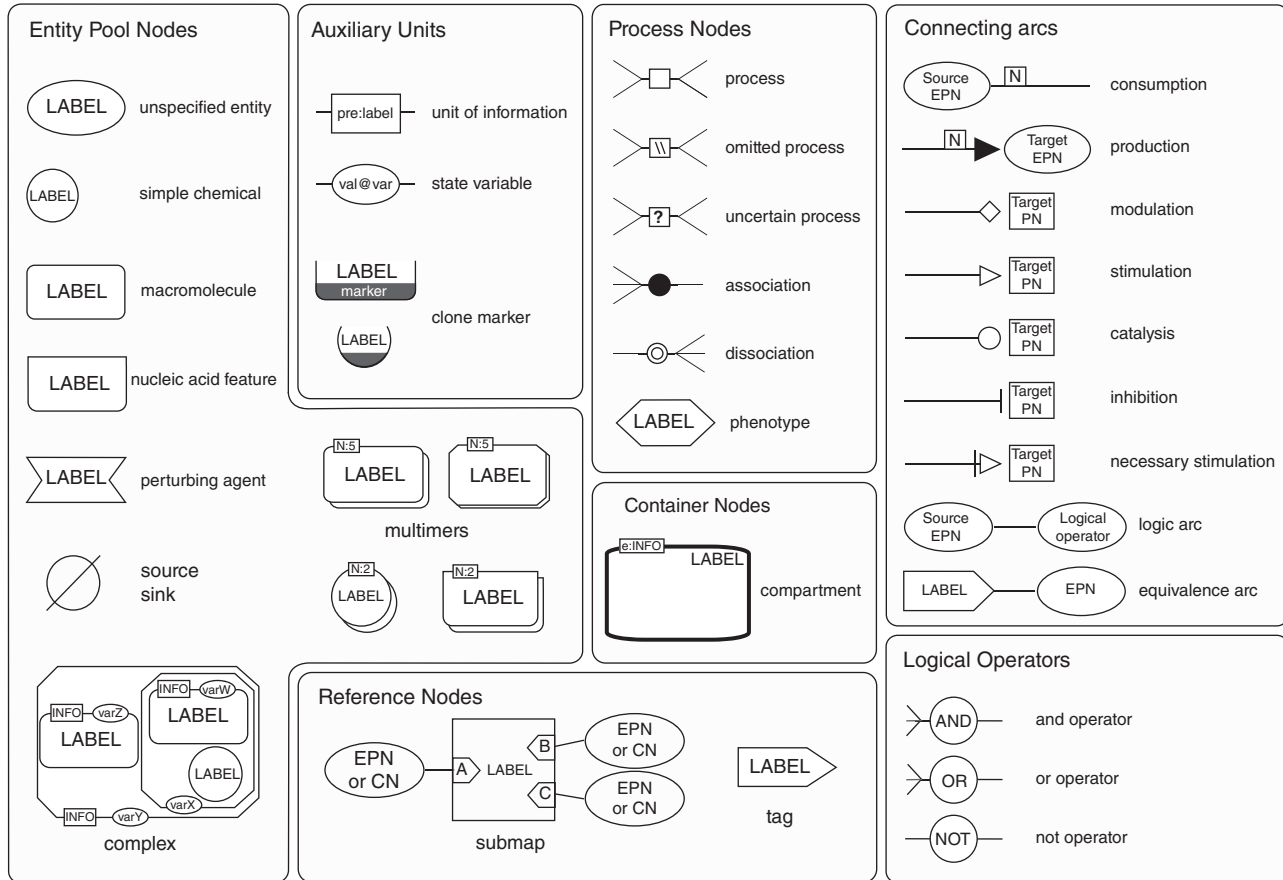 Entity Pool Nodes
LABEL
unspecified entity
LABEL
simple chemical
LABEL
macromolecule
LABEL
nucleic acid feature
LABEL
perturbing agent
source
sink
INFO
varZ
LABEL
INFO
varW
LABEL
LABEL
varX
INFO
varY
complex
Auxiliary Units
pre:label
unit of information
val@var
state variable
LABEL
marker
LABEL
clone marker
N:5
LABEL
N:5
LABEL
multimers
N:2
LABEL
N:2
LABEL
Process Nodes
process
\\
omitted process
?
uncertain process
association
dissociation
LABEL
phenotype
Container Nodes
e:INFO
LABEL
compartment
Reference Nodes
EPN
or CN
A
LABEL
B
C
EPN
or CN
EPN
or CN
submap
LABEL
tag
Connecting arcs
Source
EPN
N
consumption
N
Target
EPN
production
Target
PN
modulation
Target
PN
stimulation
Target
PN
catalysis
Target
PN
inhibition
Target
PN
necessary stimulation
Source
EPN
Logical
operator
logic arc
LABEL
EPN
equivalence arc
Logical Operators
AND
and operator
OR
or operator
NOT
not operator